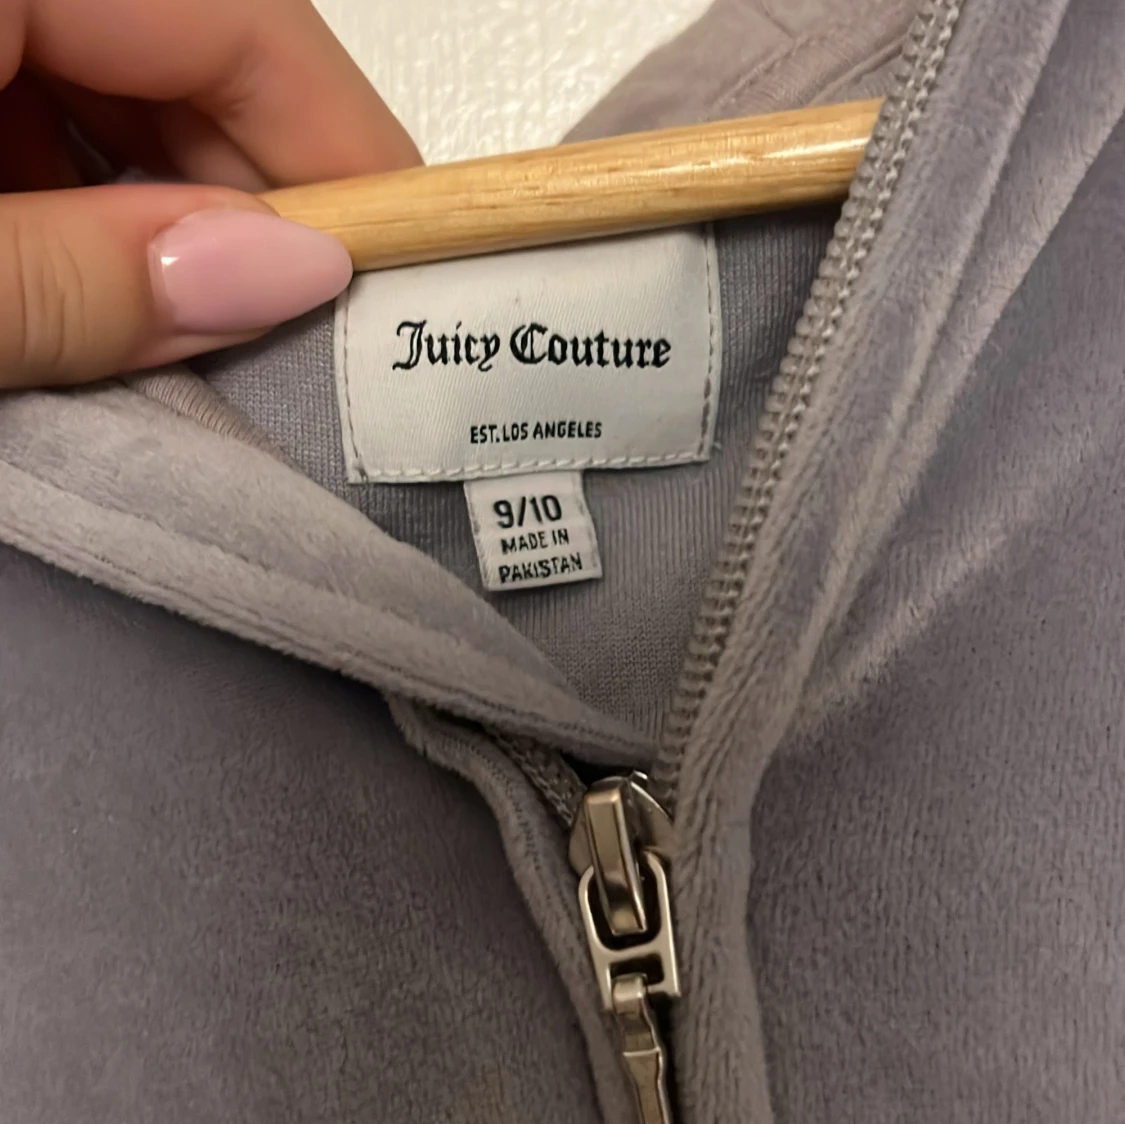 Juicy Couture
EST. LOS ANGELES
9/10
MADE IN
PAKISTAN